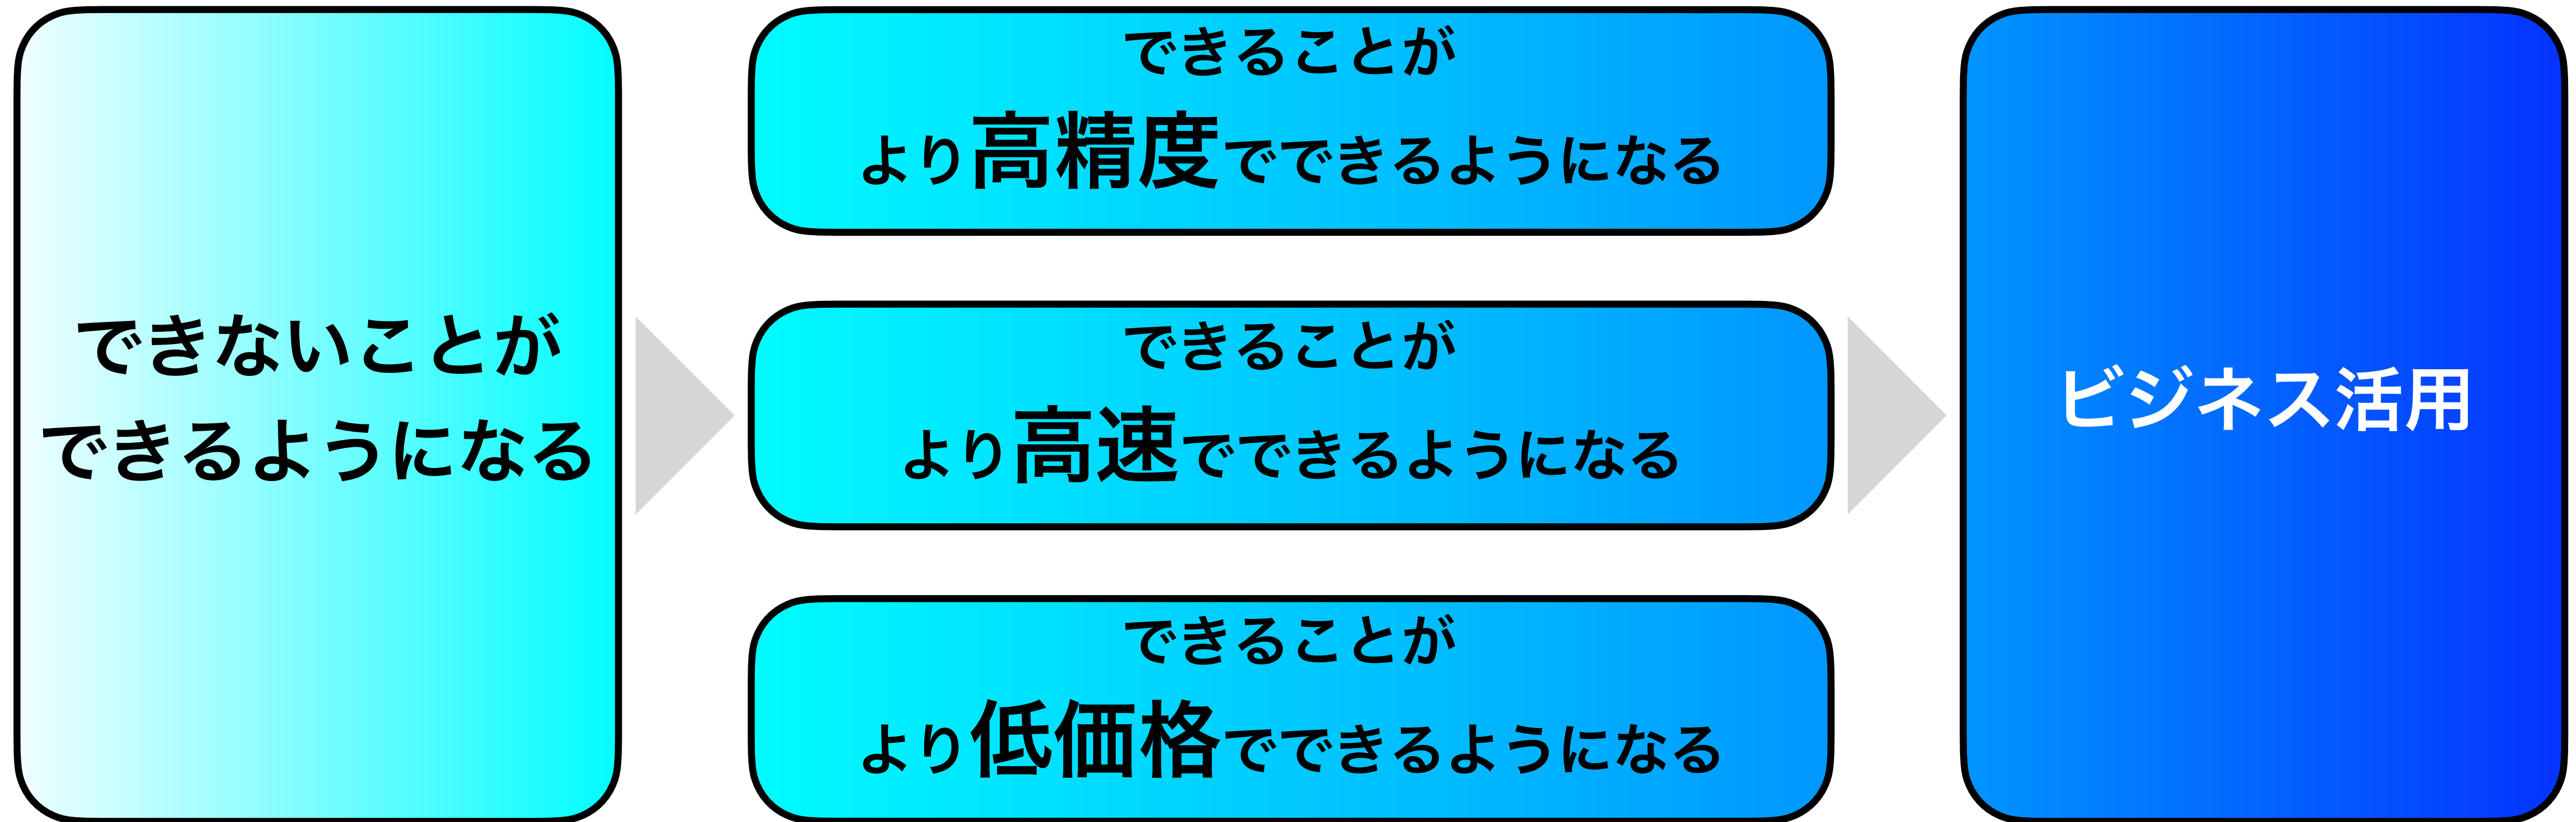 できないことが
できるようになる
できることが
より高精度でできるようになる
できることが
より高速でできるようになる
できることが
より低価格でできるようになる
ビジネス活用